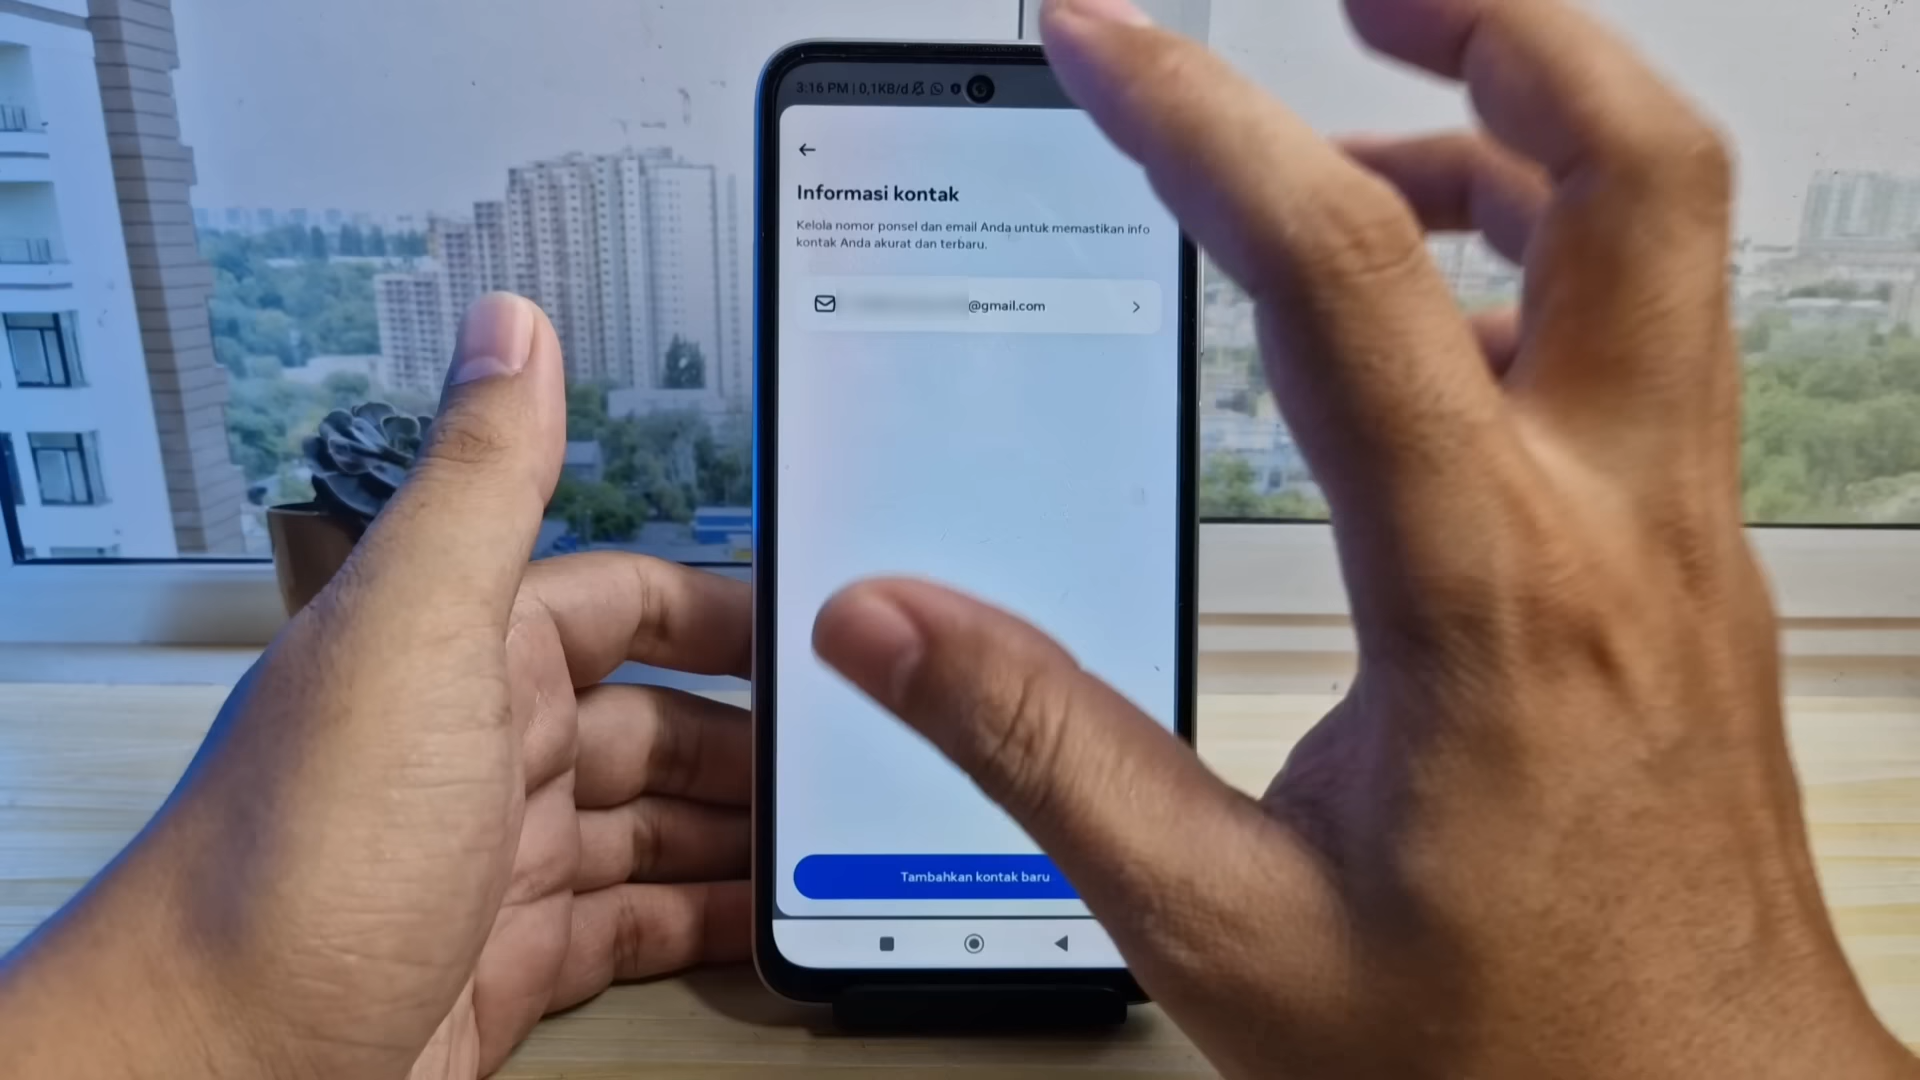 3:16 PM | 0,1KB/d
Informasi kontak
Kelola nomor ponsel dan email Anda untuk memastikan info
kontak Anda akurat dan terbaru.
@gmail.com
Tambahkan kontak baru